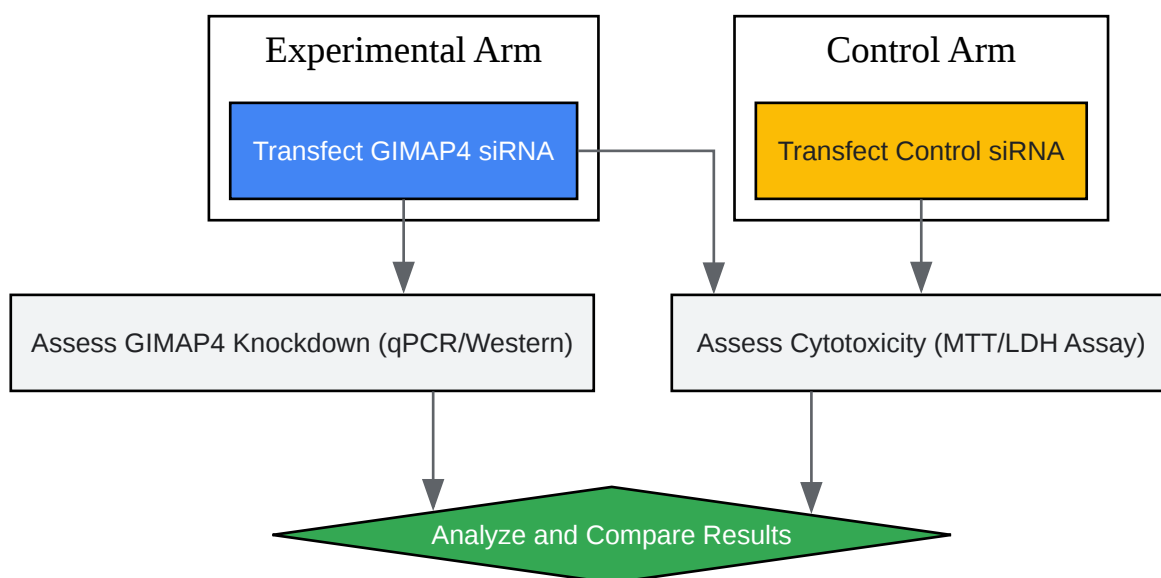 Experimental Arm
Control Arm
Transfect GIMAP4 siRNA
Transfect Control siRNA
Assess GIMAP4 Knockdown (qPCR/Western)
Assess Cytotoxicity (MTT/LDH Assay)
Analyze and Compare Results